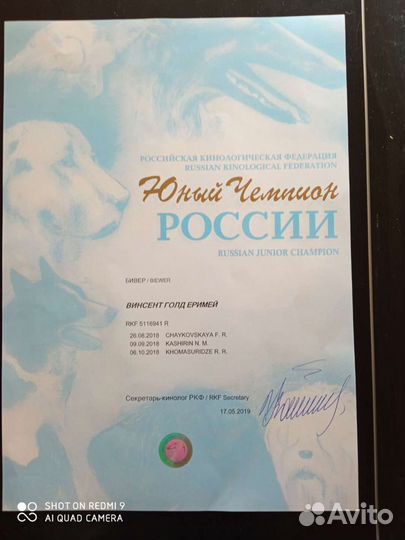 РОССИЙСКАЯ КИНОЛОГИЧЕСКАЯ ФЕДЕРАЦИЯ
RUSSIAN KINOLOGICAL FEDERATION
Юный Чемпион
РОССИИ
RUSSIAN JUNIOR CHAMPION
БИВЕР / BIEWER
ВИНСЕНТ ГОЛД ЕРИМЕЙ
RKF 5116941 R
26.08.2018 CHAYKOVSKAYA F. R.
09.09.2018 KASHIRIN N. M.
06.10.2018 KHOMASURIDZE R. R.
Секретарь-кинолог РКФ / RKF Secretary
17.05.2019
SHOT ON REDMI 9
AI QUAD CAMERA
Avito